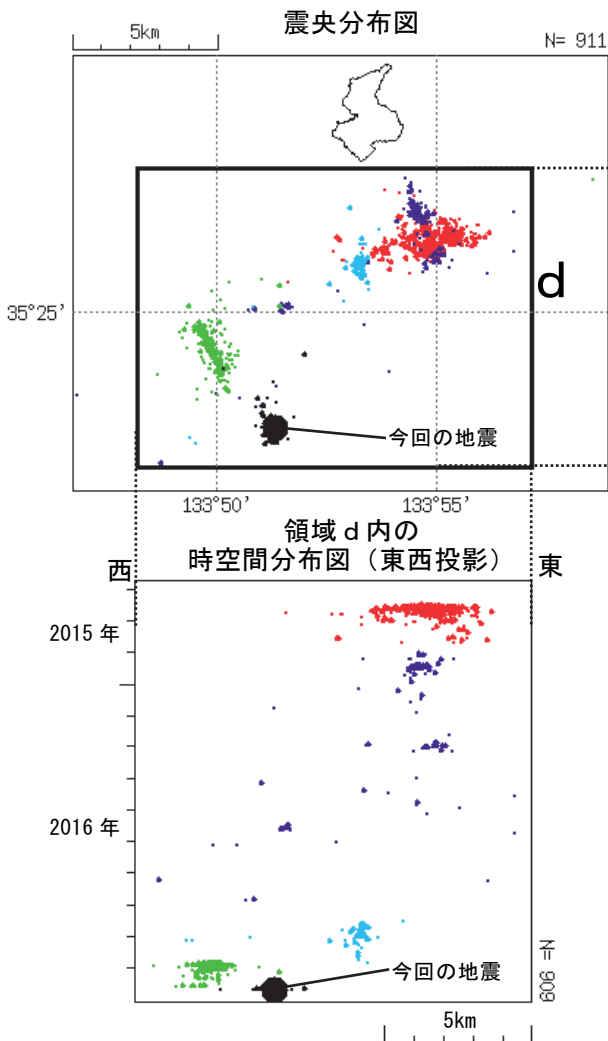 震央分布図
5km
N= 911
d
35°25'
今回の地震
133°50'
133°55'
領域ｄ内の
時空間分布図（東西投影）
西
東
2015 年
2016 年
今回の地震
N= 909
5km